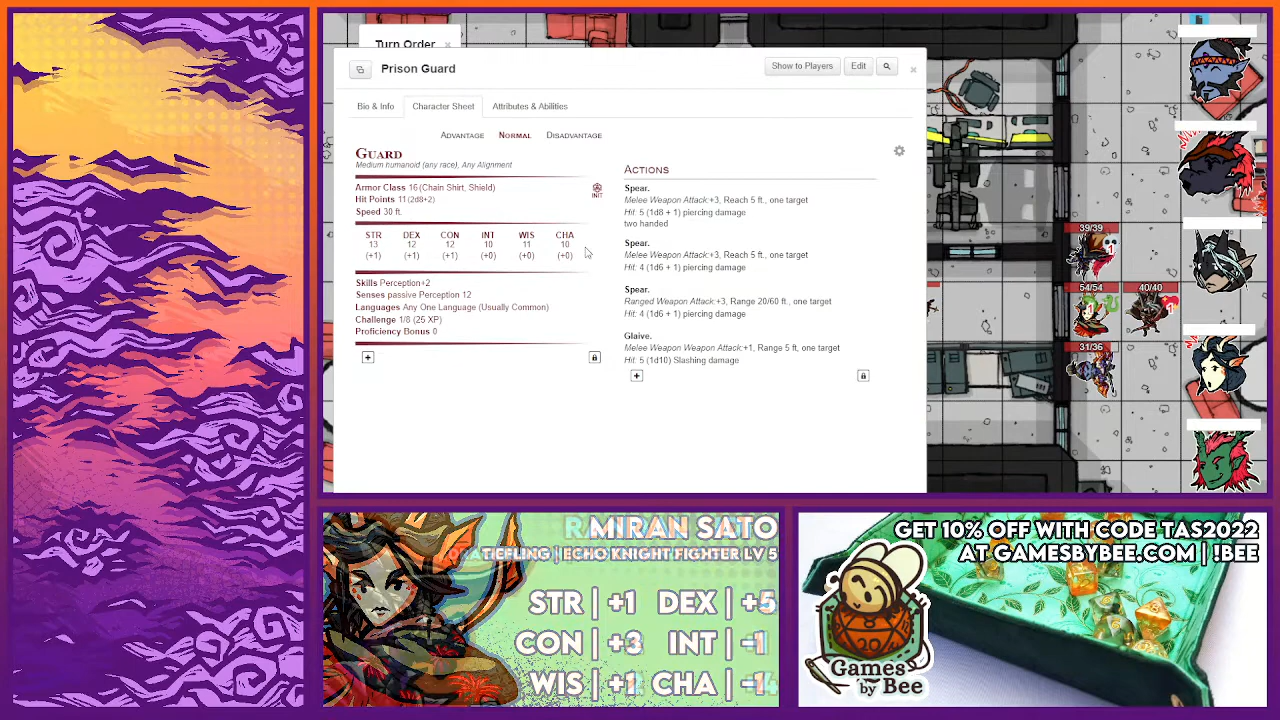 Turn Order
Prison Guard
Show to Players
Edit
Bio & Info
Character Sheet
Attributes & Abilities
ADVANTAGE
NORMAL
DISADVANTAGE
GUARD
Medium humanoid (any race), Any Alignment
Armor Class 16 (Chain Shirt, Shield)
Hit Points 11 (2d8+2)
Speed 30 ft.
INIT
STR DEX CON INT WIS CHA
13 12 12 10 11 10
(+1) (+1) (+1) (+0) (+0) (+0)
Skills Perception+2
Senses passive Perception 12
Languages Any One Language (Usually Common)
Challenge 1/8 (25 XP)
Proficiency Bonus 0
ACTIONS
Spear.
Melee Weapon Attack:+3, Reach 5 ft., one target
Hit: 5 (1d8 + 1) piercing damage
two handed
Spear.
Melee Weapon Attack:+3, Reach 5 ft., one target
Hit: 4 (1d6 + 1) piercing damage
Spear.
Ranged Weapon Attack:+3, Range 20/60 ft., one target
Hit: 4 (1d6 + 1) piercing damage
Glaive.
Melee Weapon Weapon Attack:+1, Range 5 ft, one target
Hit: 5 (1d10) Slashing damage
39/39
1
54/54
40/40
1
31/36
MIRAN SATO
TIEFLING | ECHO KNIGHT FIGHTER LV 5
STR | +1 DEX | +5
CON | +3 INT | -1
WIS | +1 CHA | -1
GET 10% OFF WITH CODE TAS2022
AT GAMESBYBEE.COM | !BEE
20
Games
by Bee